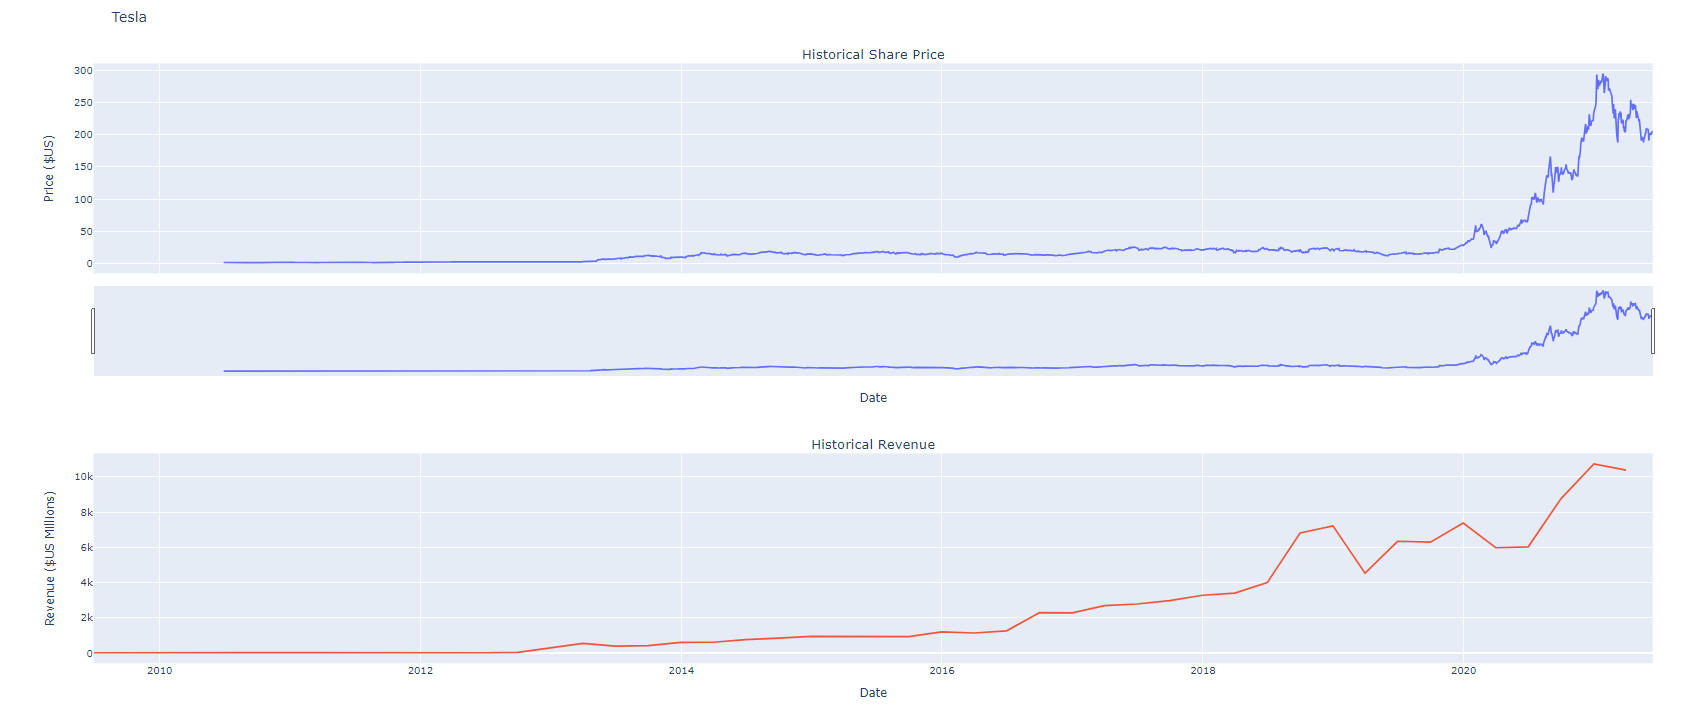 Tesla
Historical Share Price
300
250
200
150
100
50
0
Price ($US)
Date
Historical Revenue
10k
8k
6k
4k
2k
0
Revenue ($US Millions)
2010 2012 2014 2016 2018 2020
Date